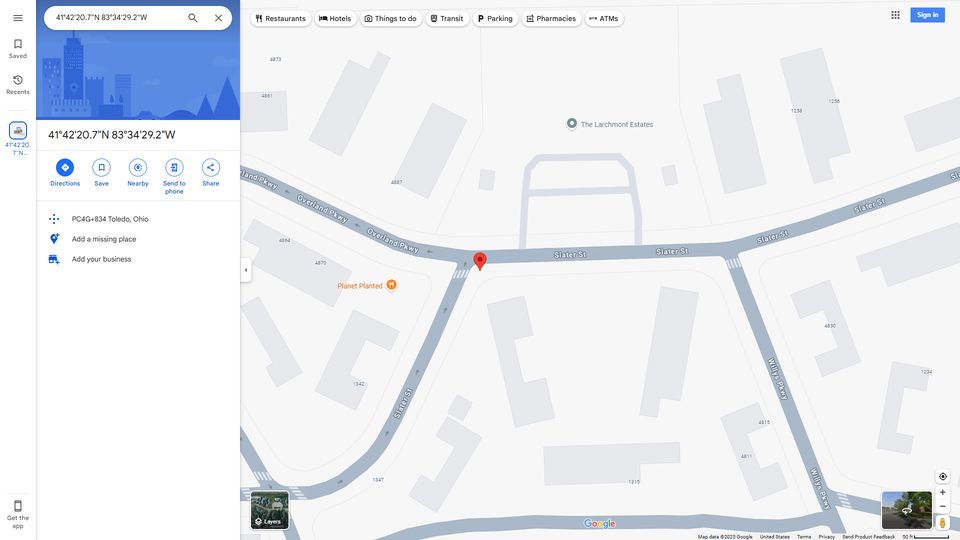 41°42'20.7"N 83°34'29.2"W
Restaurants
Hotels
Things to do
Transit
Parking
Pharmacies
ATMs
Sign in
Saved
Recents
41°42'20.
7"N...
41°42'20.7"N 83°34'29.2"W
Directions
Save
Nearby
Send to
phone
Share
PC4G+834 Toledo, Ohio
Add a missing place
Add your business
Get the
app
4873
4861
4887
1258
1256
The Larchmont Estates
Overland Pkwy
Overland Pkwy
Slater St
Slater St
Slater St
Slater St
4864
4870
Planet Planted
1342
Slater St
1347
1315
4830
1234
Willys Pkwy
4815
4811
Willys Pkwy
Layers
Google
Map data ©2025 Google
United States
Terms
Privacy
Send Product Feedback
50 ft